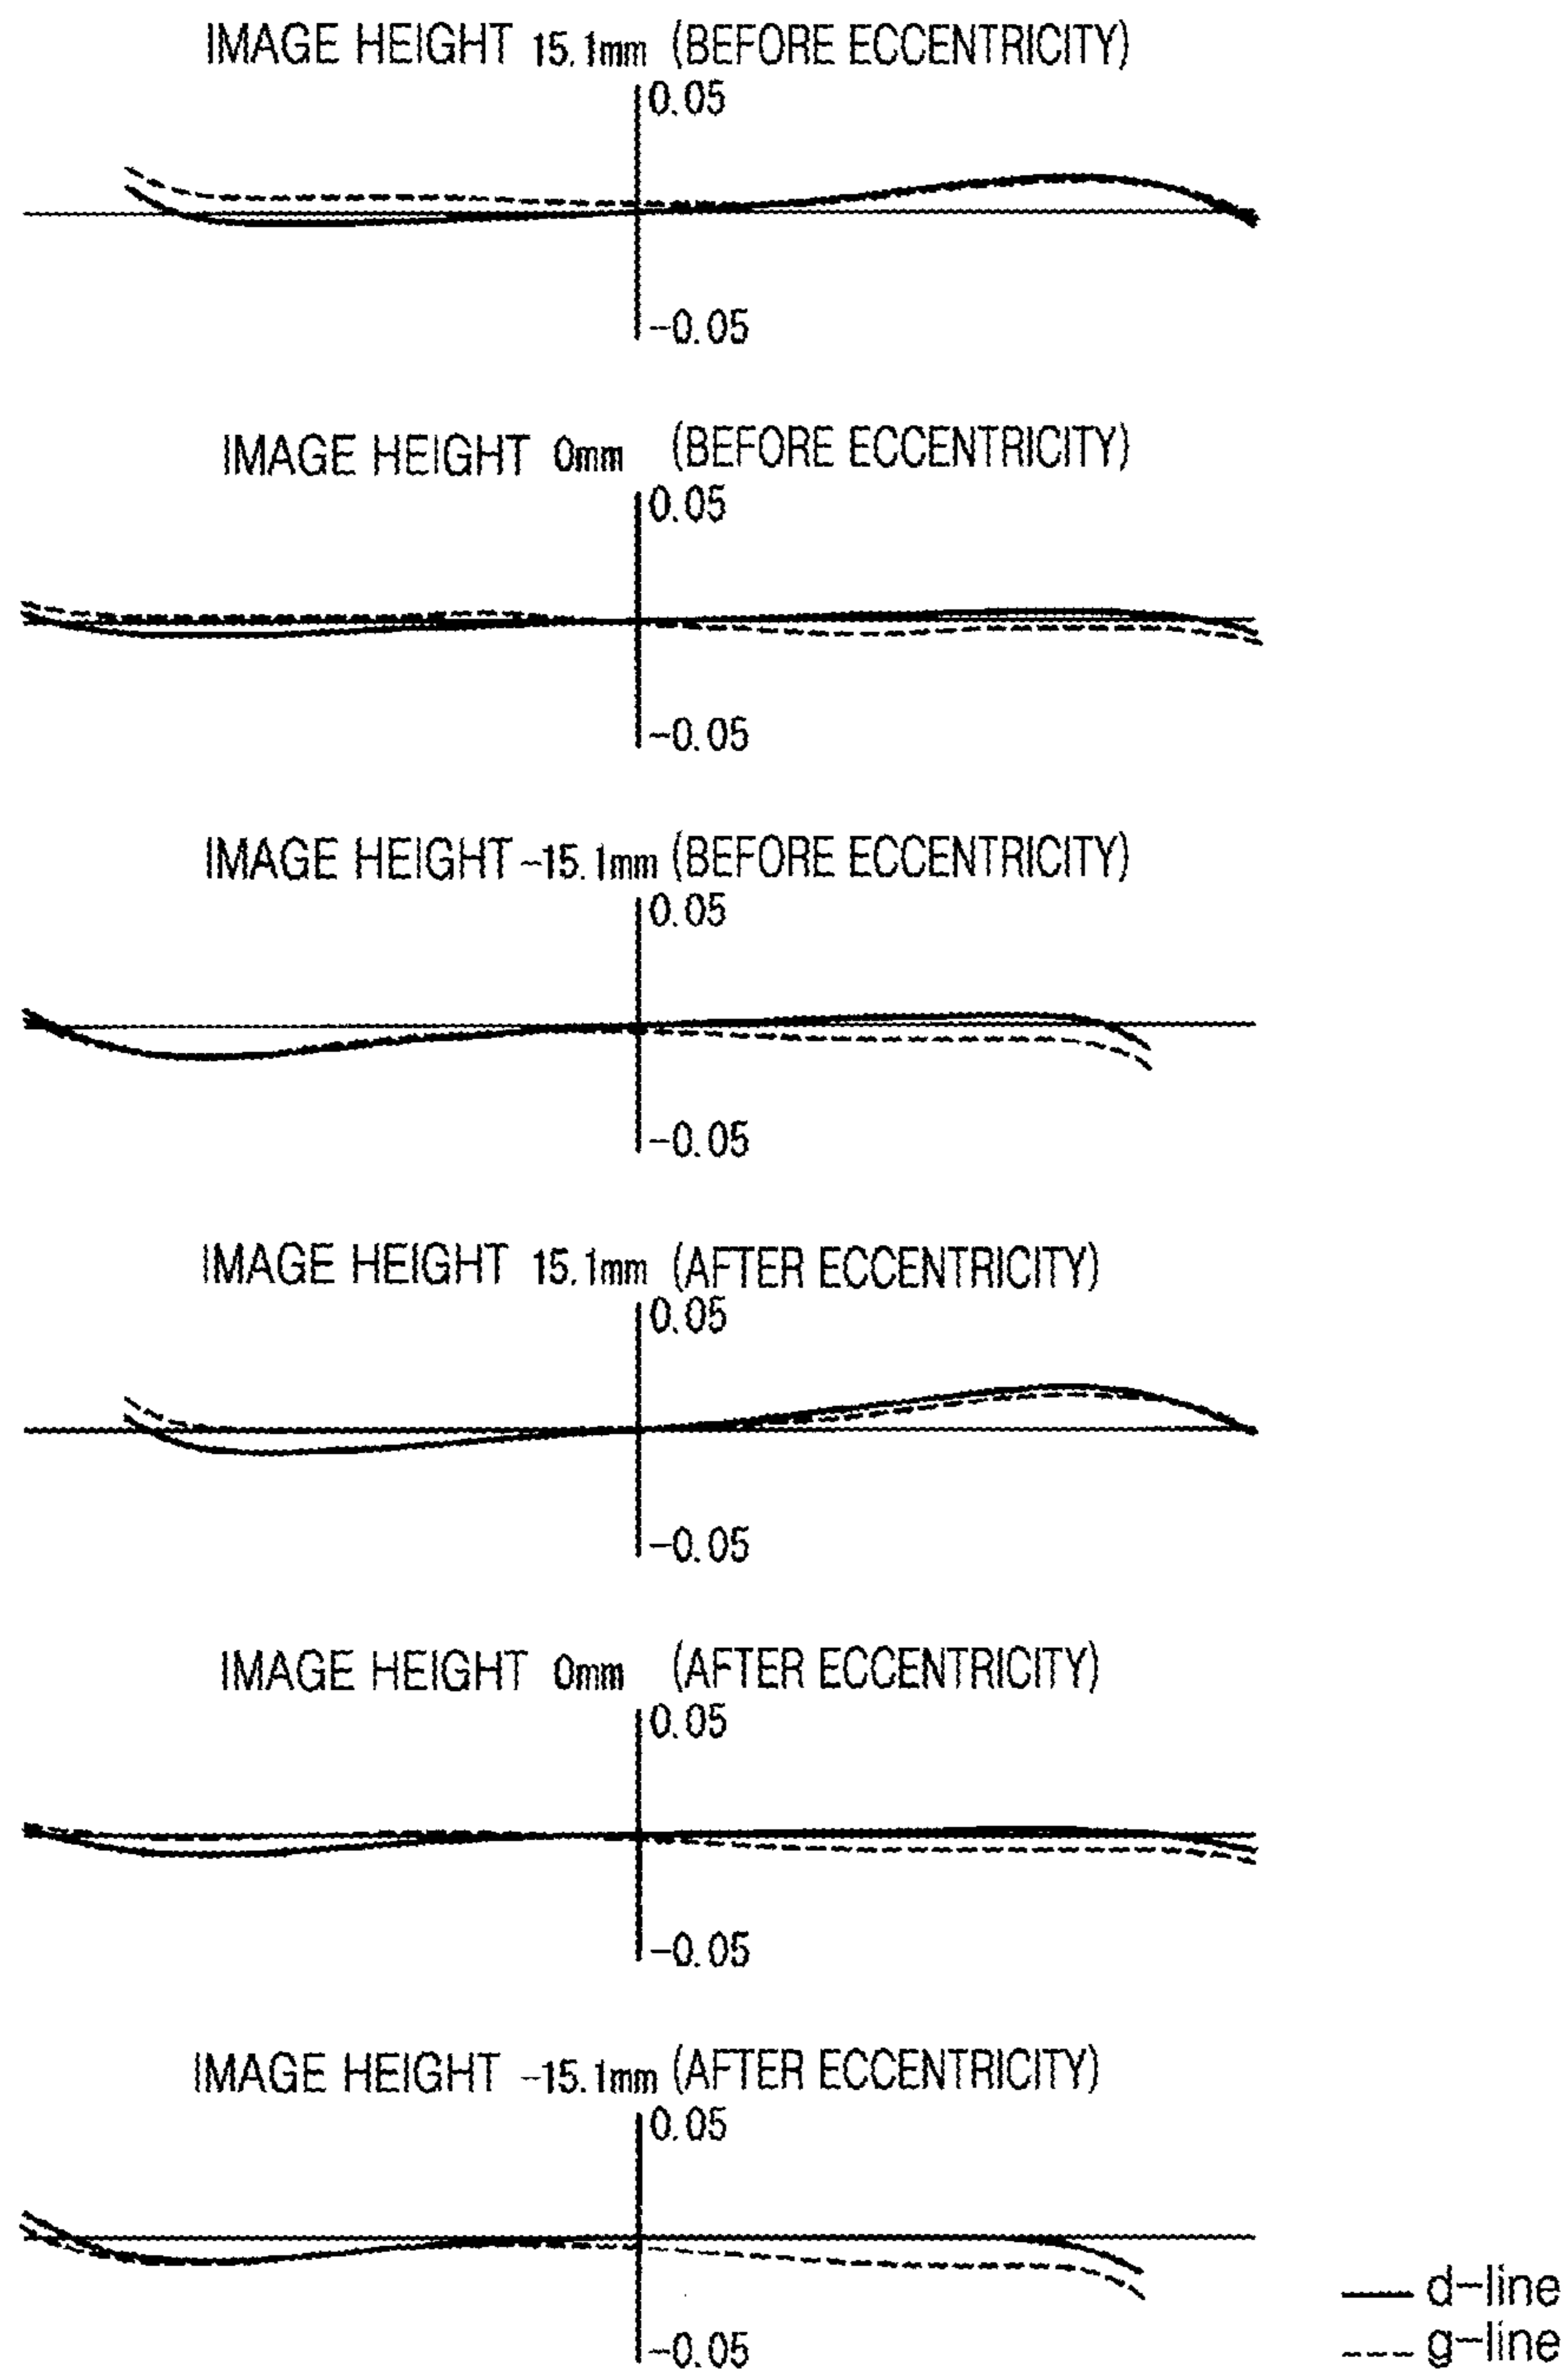 IMAGE HEIGHT 15.1mm (BEFORE ECCENTRICITY)
0.05
-0.05
IMAGE HEIGHT 0mm (BEFORE ECCENTRICITY)
0.05
-0.05
IMAGE HEIGHT -15.1mm (BEFORE ECCENTRICITY)
0.05
-0.05
IMAGE HEIGHT 15.1mm (AFTER ECCENTRICITY)
0.05
-0.05
IMAGE HEIGHT 0mm (AFTER ECCENTRICITY)
0.05
-0.05
IMAGE HEIGHT -15.1mm (AFTER ECCENTRICITY)
0.05
-0.05
d-line
g-line